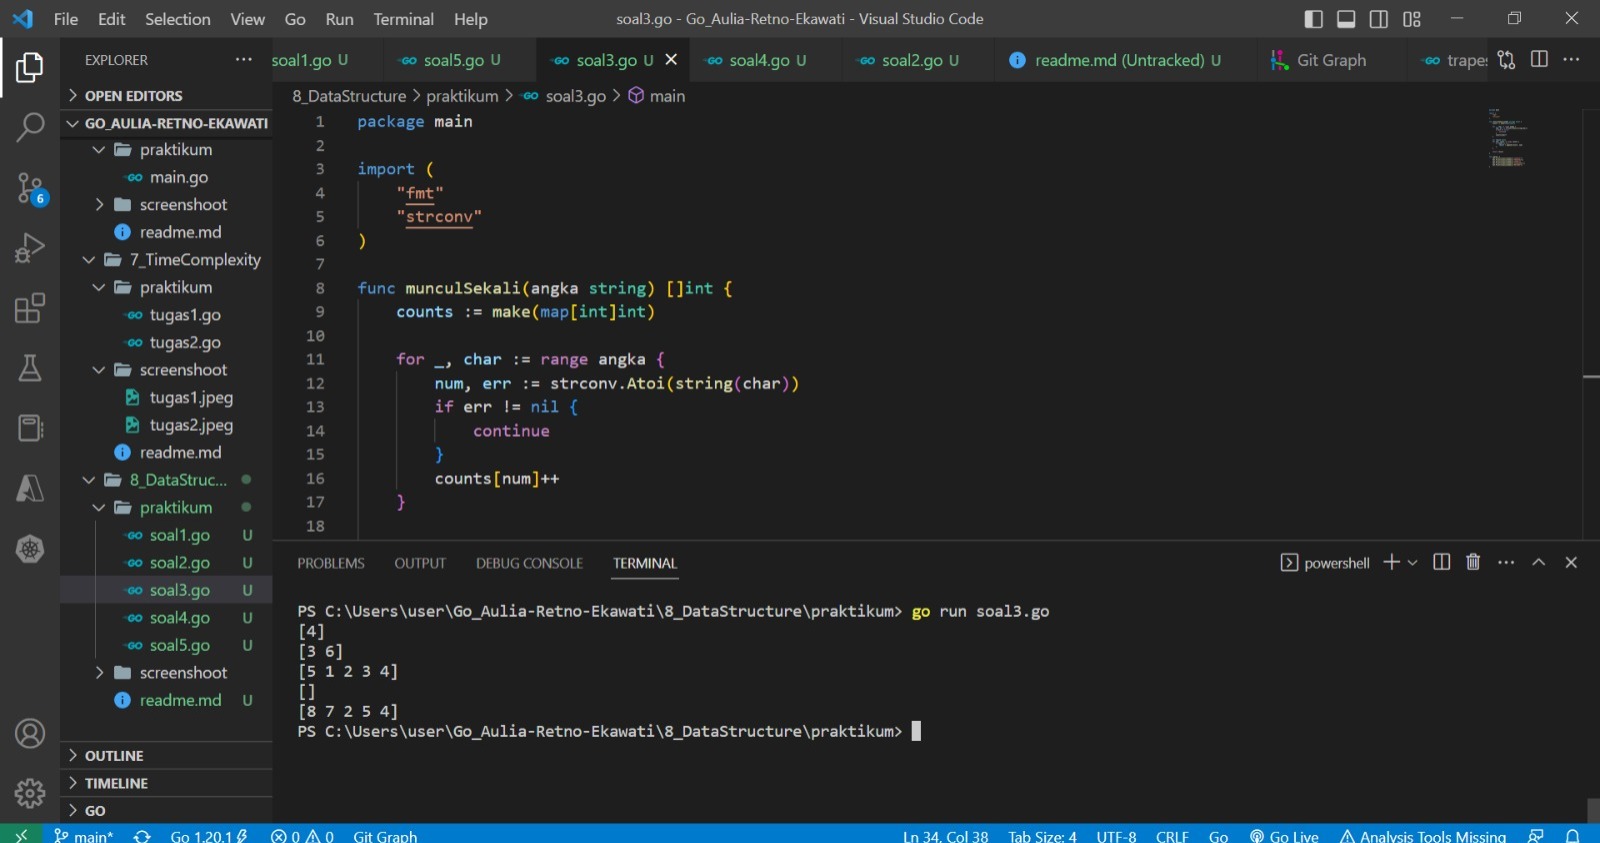 File Edit Selection View Go Run Terminal Help soal3.go - Go_Aulia-Retno-Ekawati - Visual Studio Code
EXPLORER ···
soal1.go U soal5.go U soal3.go U soal4.go U soal2.go U readme.md (Untracked) U Git Graph trapes
OPEN EDITORS
GO_AULIA-RETNO-EKAWATI
praktikum
main.go
screenshoot
readme.md
7_TimeComplexity
praktikum
tugas1.go
tugas2.go
screenshoot
tugas1.jpeg
tugas2.jpeg
readme.md
8_DataStruc...
praktikum
soal1.go U
soal2.go U
soal3.go U
soal4.go U
soal5.go U
screenshoot
readme.md U
OUTLINE
TIMELINE
GO
6
8_DataStructure > praktikum > soal3.go > main
1 package main
2
3 import (
4 "fmt"
5 "strconv"
6 )
7
8 func munculSekali(angka string) []int {
9 counts := make(map[int]int)
10
11 for _, char := range angka {
12 num, err := strconv.Atoi(string(char))
13 if err != nil {
14 continue
15 }
16 counts[num]++
17 }
18
PROBLEMS OUTPUT DEBUG CONSOLE TERMINAL powershell
PS C:\Users\user\Go_Aulia-Retno-Ekawati\8_DataStructure\praktikum> go run soal3.go
[4]
[3 6]
[5 1 2 3 4]
[]
[8 7 2 5 4]
PS C:\Users\user\Go_Aulia-Retno-Ekawati\8_DataStructure\praktikum>
main* Go 1.20.1 0 0 Git Graph Ln 34, Col 38 Tab Size: 4 UTF-8 CRLF Go Go Live Analysis Tools Missing